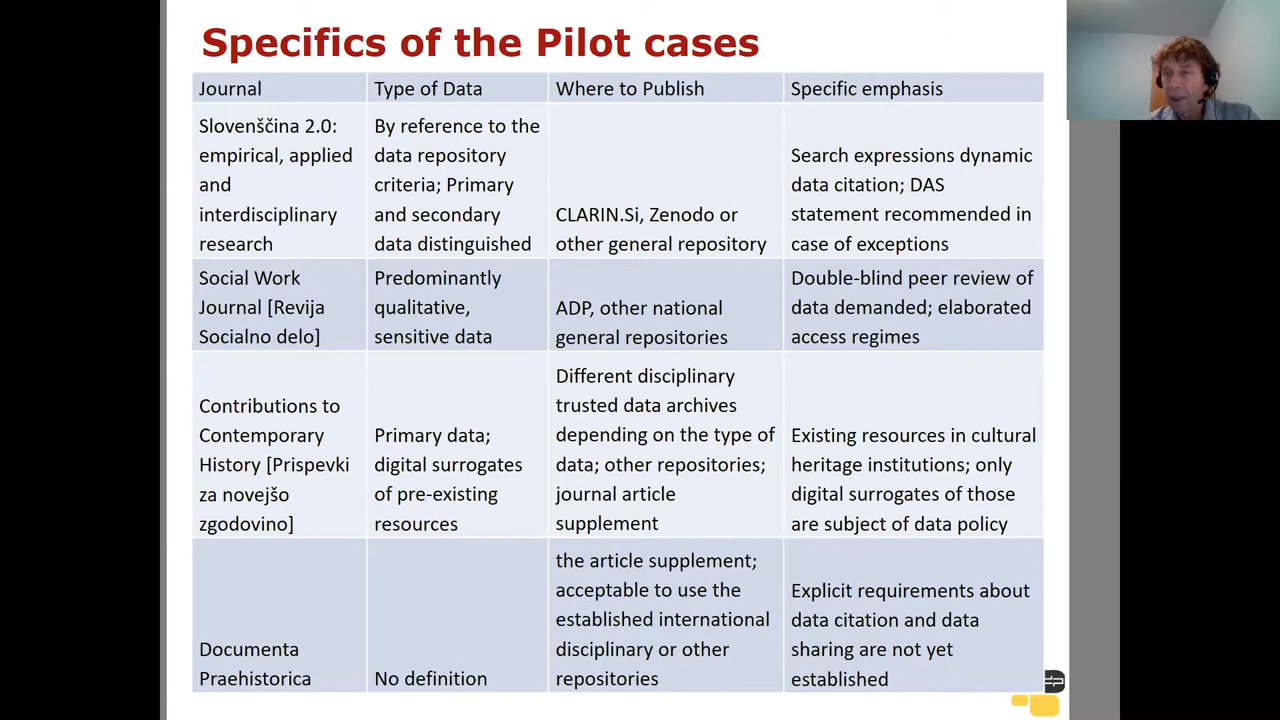 Specifics of the Pilot cases
Journal
Type of Data
Where to Publish
Specific emphasis
Slovenščina 2.0:
empirical, applied
and
interdisciplinary
research
By reference to the
data repository
criteria; Primary
and secondary
data distinguished
CLARIN.Si, Zenodo or
other general repository
Search expressions dynamic
data citation; DAS
statement recommended in
case of exceptions
Social Work
Journal [Revija
Socialno delo]
Predominantly
qualitative,
sensitive data
ADP, other national
general repositories
Double-blind peer review of
data demanded; elaborated
access regimes
Contributions to
Contemporary
History [Prispevki
za novejšo
zgodovino]
Primary data;
digital surrogates
of pre-existing
resources
Different disciplinary
trusted data archives
depending on the type of
data; other repositories;
journal article
supplement
Existing resources in cultural
heritage institutions; only
digital surrogates of those
are subject of data policy
Documenta
Praehistorica
No definition
the article supplement;
acceptable to use the
established international
disciplinary or other
repositories
Explicit requirements about
data citation and data
sharing are not yet
established